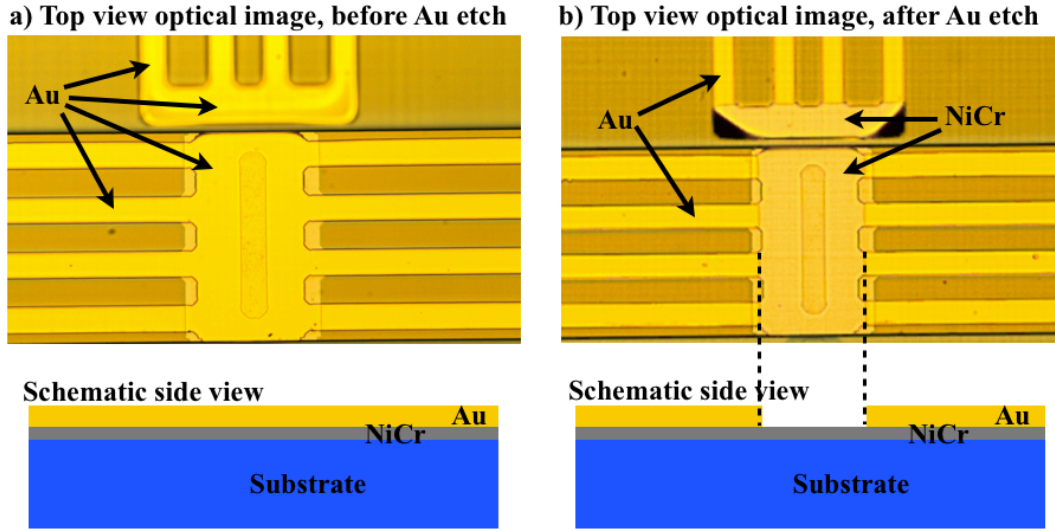 a) Top view optical image, before Au etch
Au
Schematic side view
Au
NiCr
Substrate
b) Top view optical image, after Au etch
Au
NiCr
Schematic side view
Au
NiCr
Substrate